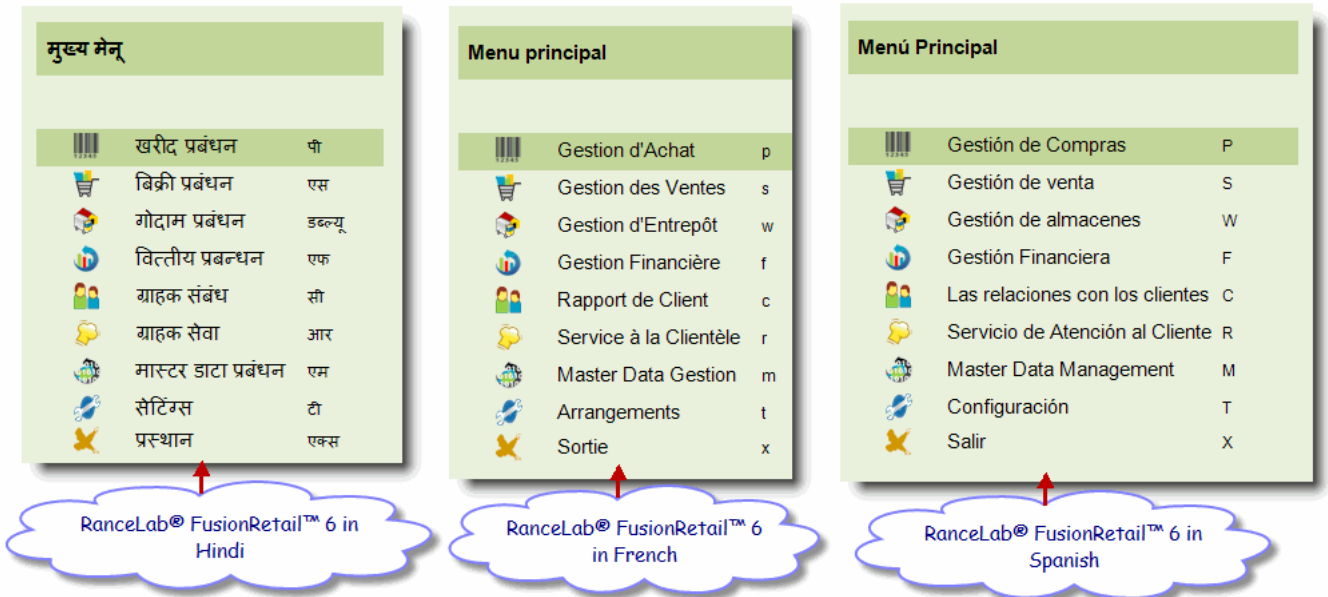 मुख्य मेनू
खरीद प्रबंधन पी
बिक्री प्रबंधन एस
गोदाम प्रबंधन डब्ल्यू
वित्तीय प्रबन्धन एफ
ग्राहक संबंध सी
ग्राहक सेवा आर
मास्टर डाटा प्रबंधन एम
सेटिंग्स टी
प्रस्थान एक्स
RanceLab® FusionRetail™ 6 in
Hindi
Menu principal
Gestion d'Achat p
Gestion des Ventes s
Gestion d'Entrepôt w
Gestion Financière f
Rapport de Client c
Service à la Clientèle r
Master Data Gestion m
Arrangements t
Sortie x
RanceLab® FusionRetail™ 6
in French
Menú Principal
Gestión de Compras P
Gestión de venta S
Gestión de almacenes W
Gestión Financiera F
Las relaciones con los clientes C
Servicio de Atención al Cliente R
Master Data Management M
Configuración T
Salir X
RanceLab® FusionRetail™ 6 in
Spanish